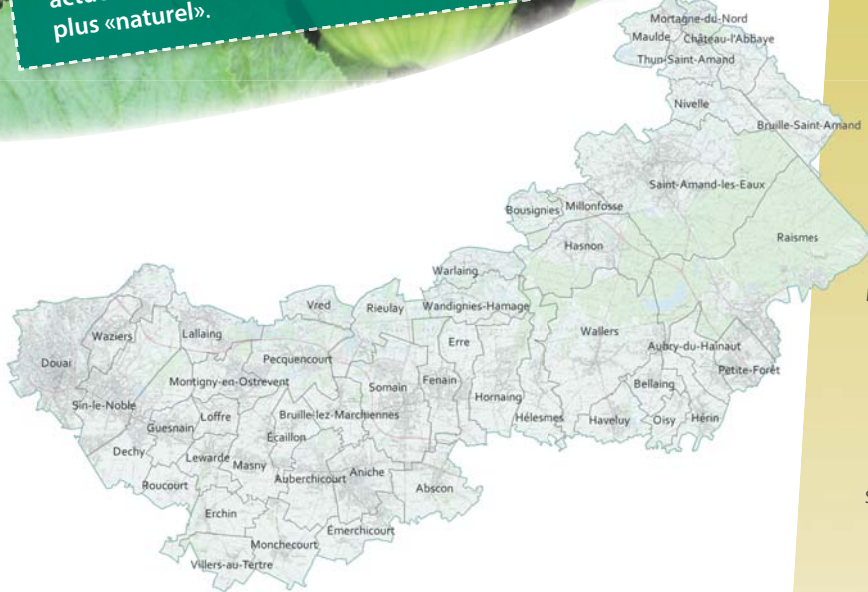 plus «naturel».
Mortagne-du-Nord
Maulde
Château-l'Abbaye
Thun-Saint-Amand
Nivelle
Bruille-Saint-Amand
Saint-Amand-les-Eaux
Bousignies
Millonfosse
Raismes
Hasnon
Warlaing
Vred
Rieulay
Wandignies-Hamage
Waziers
Lallaing
Erre
Wallers
Douai
Pecquencourt
Aubry-du-Hainaut
Petite-Forêt
Montigny-en-Ostrevent
Somain
Fenain
Bellaing
Sin-le-Noble
Hornaing
Loffre
Bruille-lez-Marchiennes
Hélesmes
Haveluy
Oisy
Hérin
Guesnain
Écaillon
Dechy
Lewarde
Masny
Aniche
Auberchicourt
Roucourt
Abscon
Erchin
Émerchicourt
Monchecourt
Villers-au-Tertre